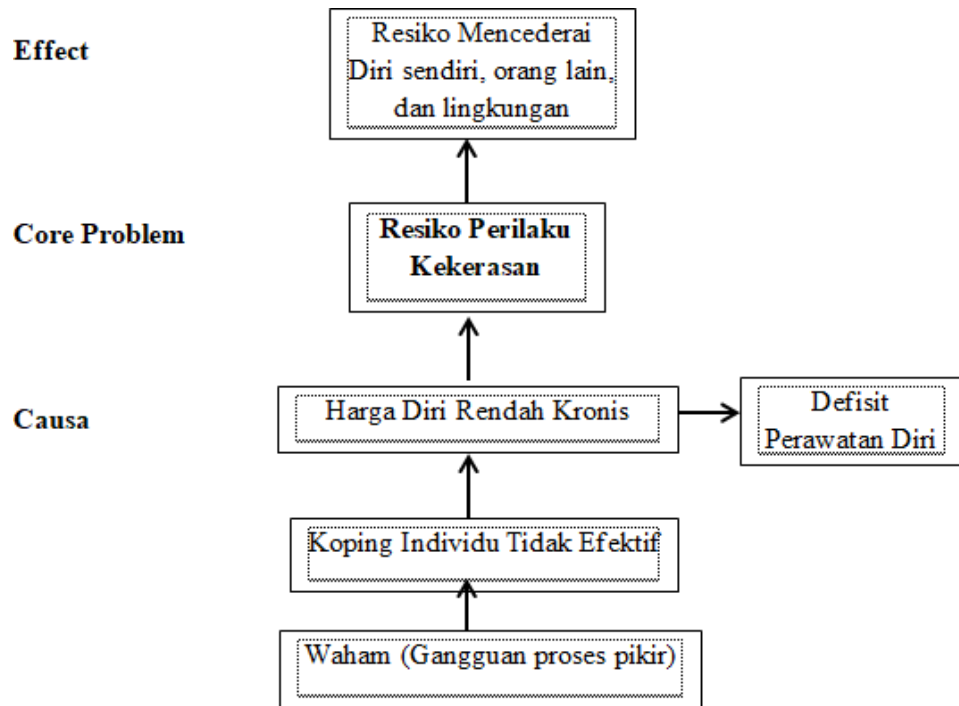 Effect
Resiko Mencederai
Diri sendiri, orang lain,
dan lingkungan
Core Problem
Resiko Perilaku
Kekerasan
Causa
Harga Diri Rendah Kronis
Defisit
Perawatan Diri
Koping Individu Tidak Efektif
Waham (Gangguan proses pikir)